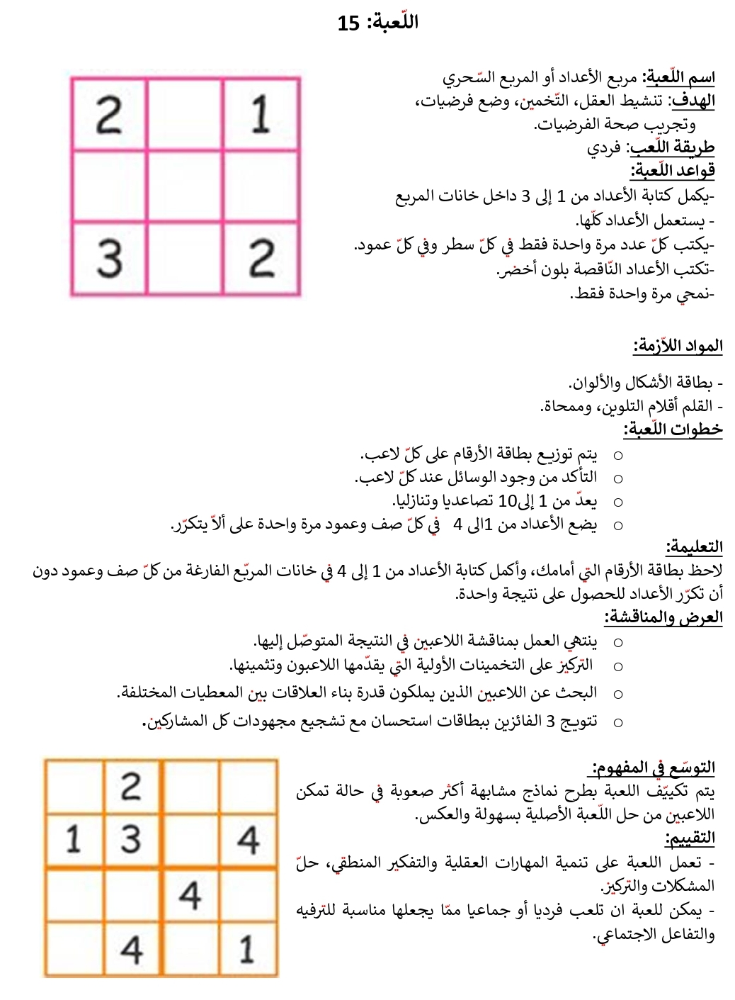 اللّعبة: 15
اسم اللّعبة: مربع الأعداد أو المربع السّحري
الهدف: تنشيط العقل، التّخمين، وضع فرضيات،
وتجريب صحة الفرضيات.
طريقة اللّعب: فردي
قواعد اللّعبة:
-يكمل كتابة الأعداد من 1 إلى 3 داخل خانات المربع
- يستعمل الأعداد كلّها.
-يكتب كلّ عدد مرة واحدة فقط في كلّ سطر وفي كلّ عمود.
-تكتب الأعداد النّاقصة بلون أخضر.
-نمحي مرة واحدة فقط.
2 1
3 2
المواد اللاّزمة:
- بطاقة الأشكال والألوان.
- القلم أقلام التلوين، وممحاة.
خطوات اللّعبة:
○ يتم توزيع بطاقة الأرقام على كلّ لاعب.
○ التأكد من وجود الوسائل عند كلّ لاعب.
○ يعدّ من 1 إلى10 تصاعديا وتنازليا.
○ يضع الأعداد من 1الى 4 في كلّ صف وعمود مرة واحدة على ألاّ يتكرّر.
التعليمة:
لاحظ بطاقة الأرقام التي أمامك، وأكمل كتابة الأعداد من 1 إلى 4 في خانات المربّع الفارغة من كلّ صف وعمود دون
أن تكرّر الأعداد للحصول على نتيجة واحدة.
العرض والمناقشة:
○ ينتهي العمل بمناقشة اللاعبين في النتيجة المتوصّل إليها.
○ التركيز على التخمينات الأولية التي يقدّمها اللاعبون وتثمينها.
○ البحث عن اللاعبين الذين يملكون قدرة بناء العلاقات بين المعطيات المختلفة.
○ تتويج 3 الفائزين ببطاقات استحسان مع تشجيع مجهودات كل المشاركين.
التوسّع في المفهوم:
يتم تكييّف اللعبة بطرح نماذج مشابهة أكثر صعوبة في حالة تمكن
اللاعبين من حل اللّعبة الأصلية بسهولة والعكس.
التقييم:
- تعمل اللعبة على تنمية المهارات العقلية والتفكير المنطقي، حلّ
المشكلات والتركيز.
- يمكن للعبة ان تلعب فرديا أو جماعيا ممّا يجعلها مناسبة للترفيه
والتفاعل الاجتماعي.
2
1 3 4
4
4 1